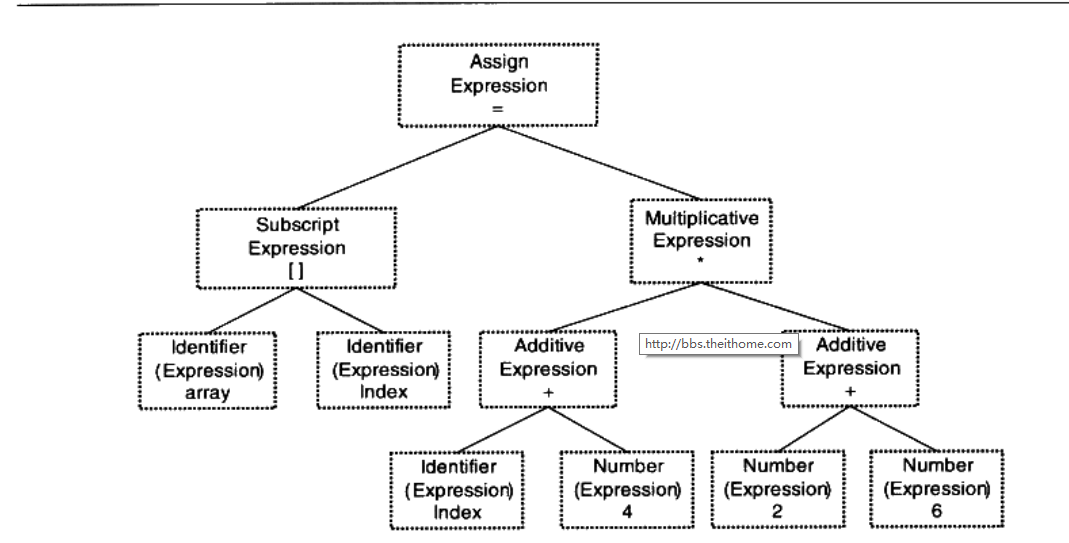 Assign
Expression
=
Subscript
Expression
[ ]
Multiplicative
Expression
*
Identifier
(Expression)
array
Identifier
(Expression)
Index
Additive
Expression
+
http://bbs.theithome.com
Additive
Expression
+
Identifier
(Expression)
Index
Number
(Expression)
4
Number
(Expression)
2
Number
(Expression)
6